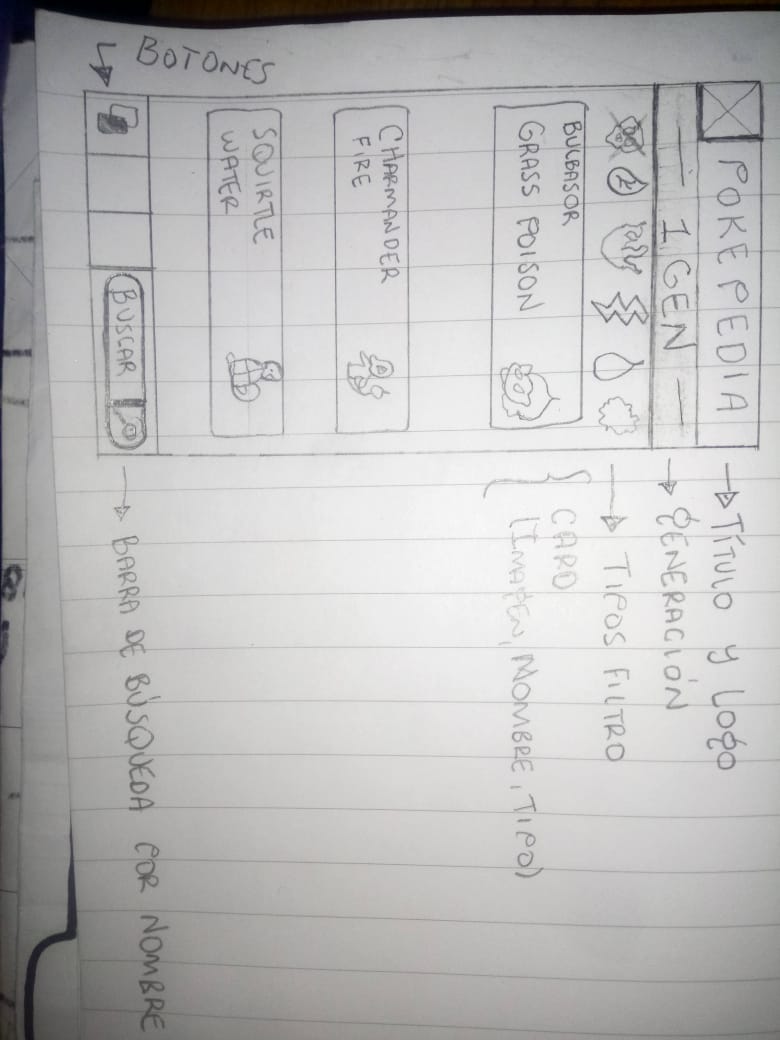 POKEPEDIA
TÍTULO Y LOGO
1 GEN
GENERACIÓN
TIPOS FILTRO
BULBASOR
GRASS POISON
CARD
(IMAGEN, NOMBRE, TIPO)
CHARMANDER
FIRE
SQUIRTLE
WATER
BOTONES
BUSCAR
BARRA DE BÚSQUEDA POR NOMBRE